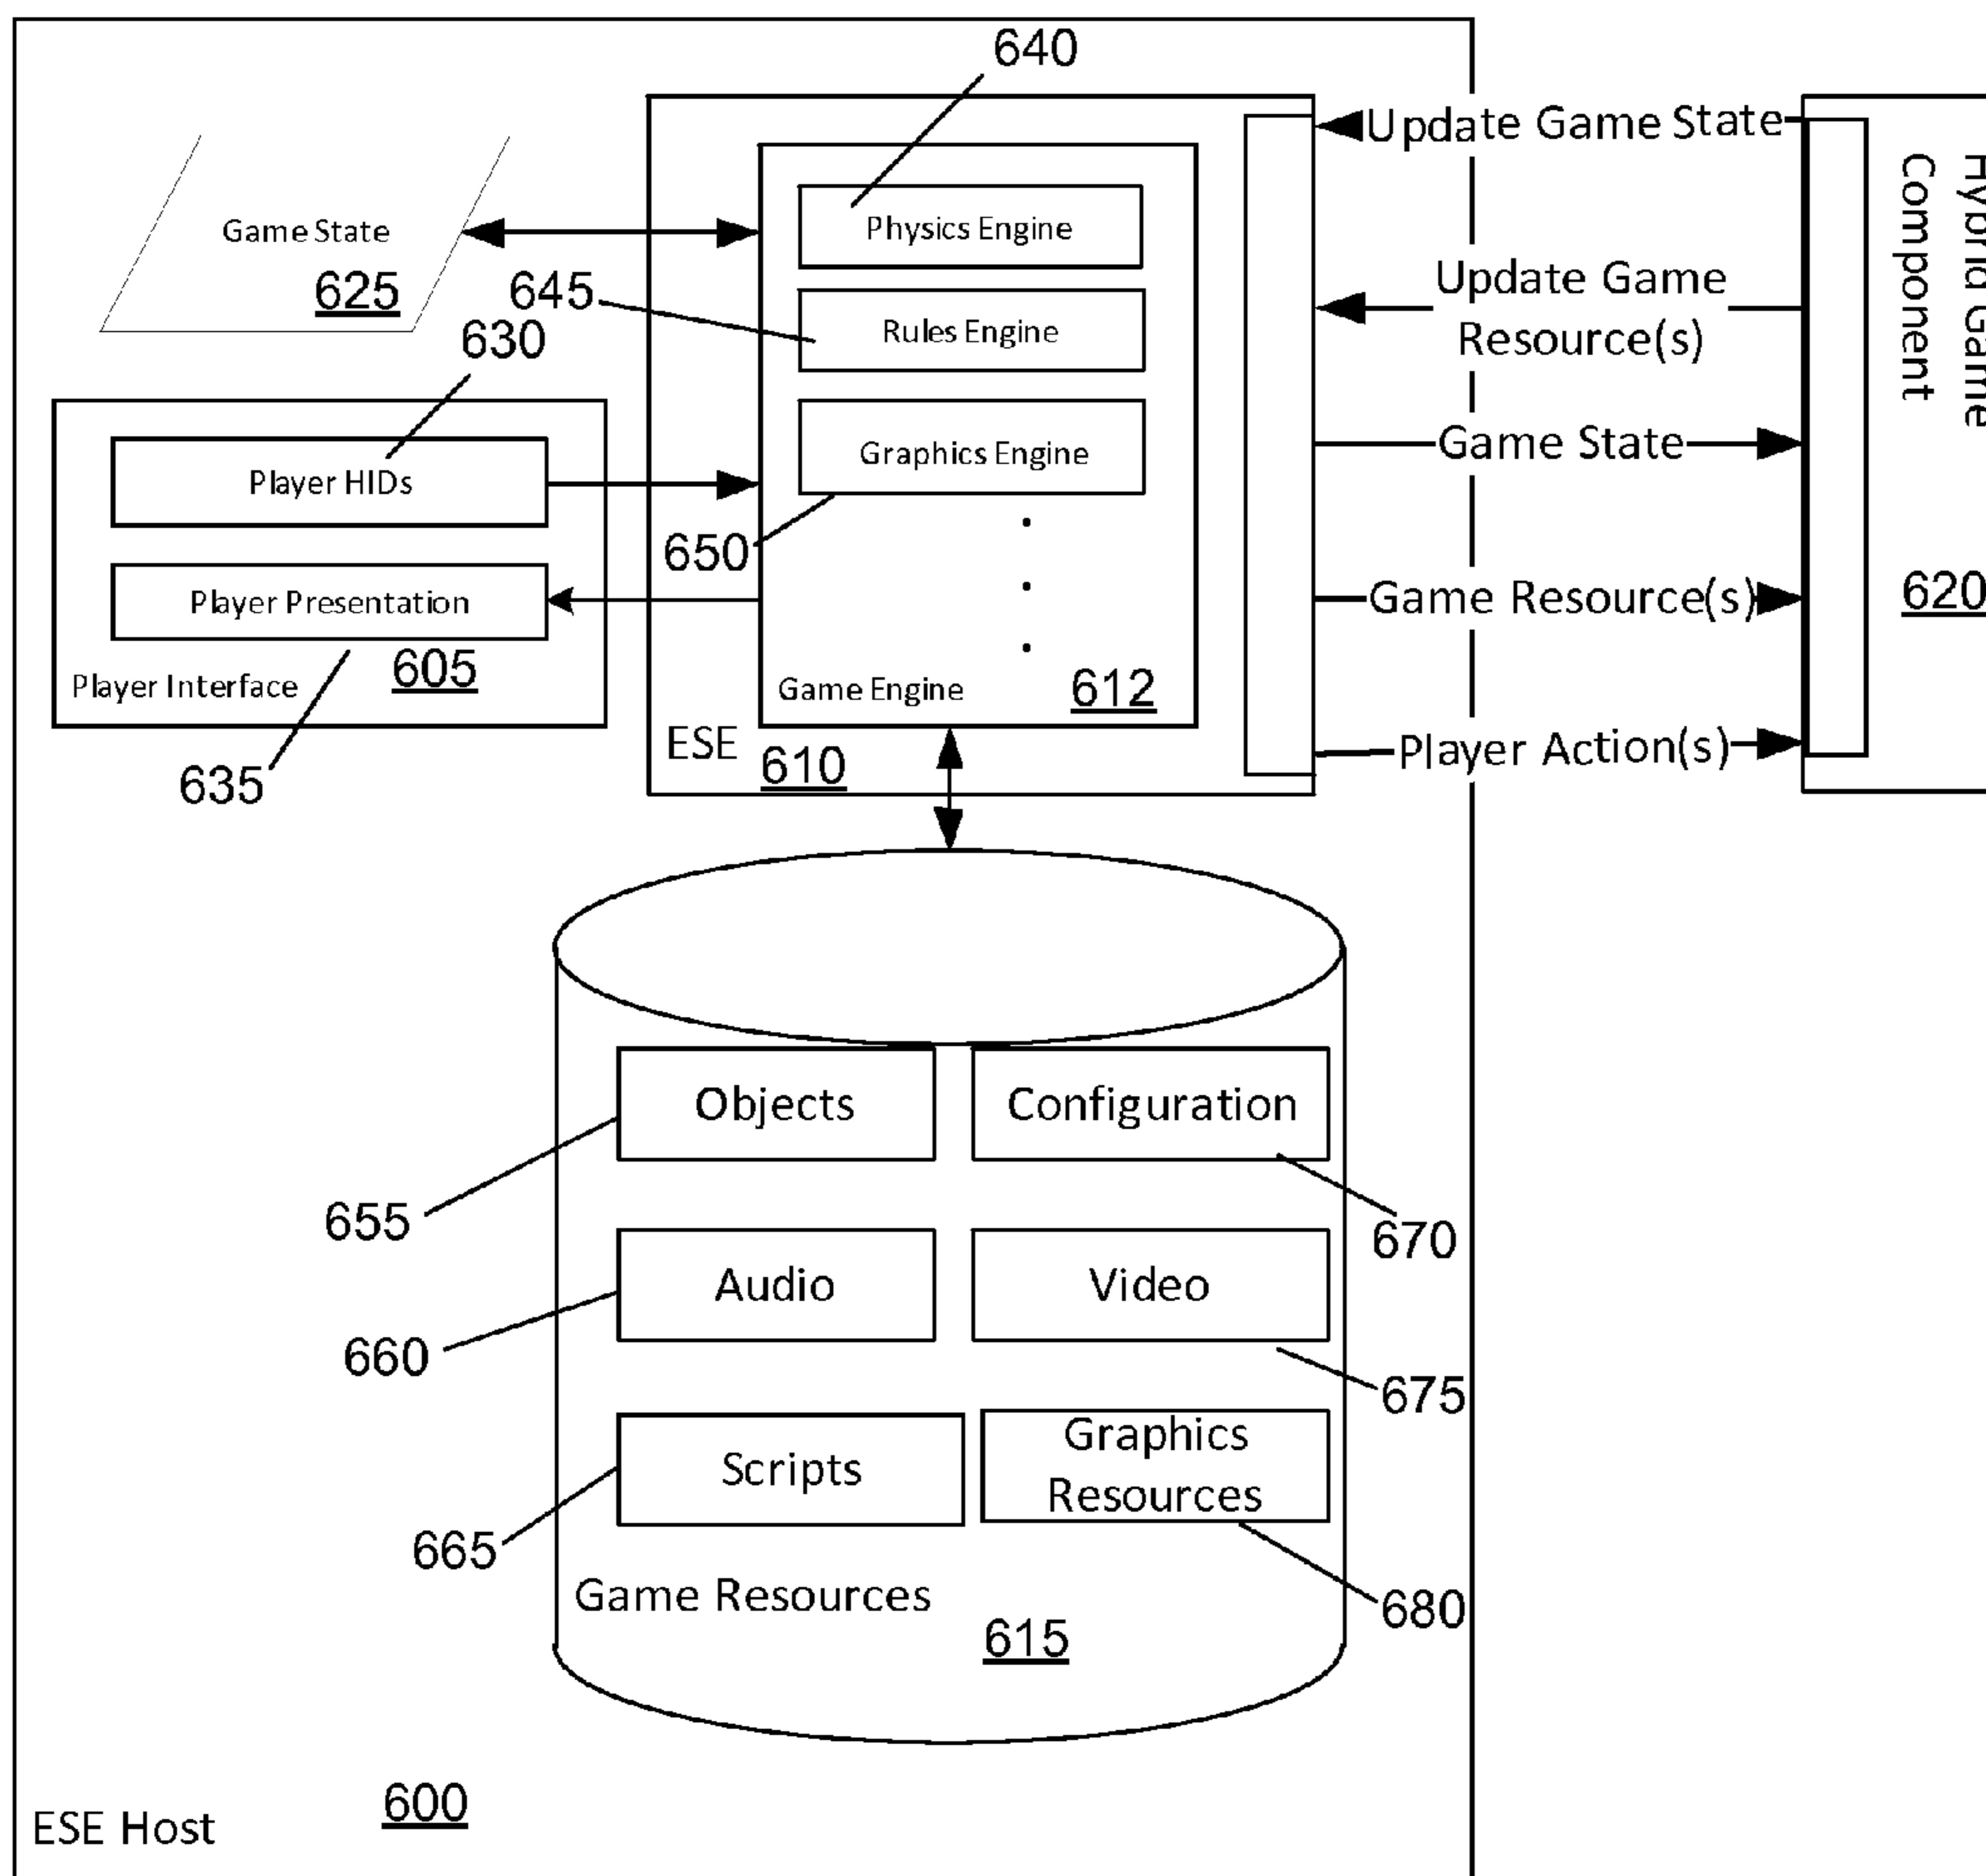 640
Update Game State
Physics Engine
Game State
625
645
Rules Engine
Update Game
Resource(s)
Hybrid Game
Component
630
Player HIDs
Graphics Engine
Game State
650
Player Presentation
Game Resource(s)
620
605
Player Interface
Game Engine
612
635
ESE
610
Player Action(s)
Objects
Configuration
655
670
Audio
Video
660
675
Scripts
Graphics
Resources
665
Game Resources
680
615
ESE Host
600